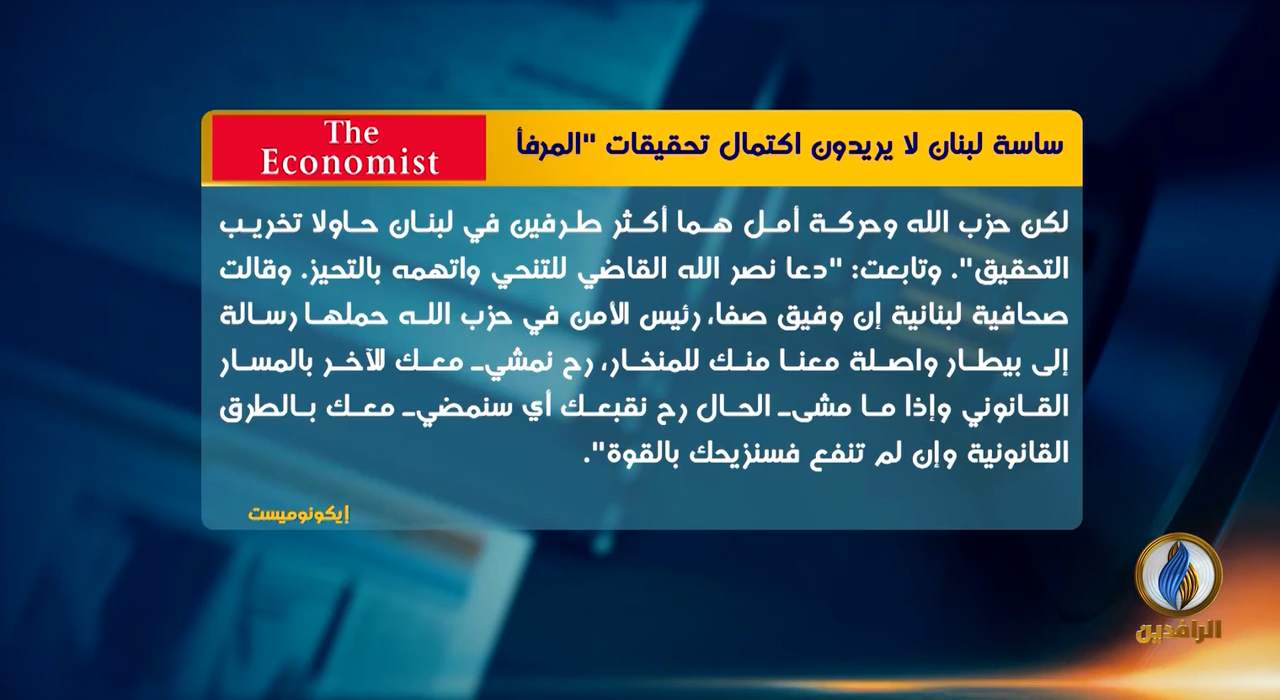 The
Economist
ساسة لبنان لا يريدون اكتمال تحقيقات "المرفأ
لكن حزب الله وحركة أمل هما أكثر طرفين في لبنان حاولا تخريب
التحقيق". وتابعت: "دعا نصر الله القاضي للتنحي واتهمه بالتحيز. وقالت
صحافية لبنانية إن وفيق صفا، رئيس الأمن في حزب الله حملها رسالة
إلى بيطار واصلة معنا منك للمنخار، رح نمشي معك للآخر بالمسار
القانوني وإذا ما مشى الحال رح نقبعك أي سنمضي معك بالطرق
القانونية وإن لم تنفع فسنزيحك بالقوة".
إيكونوميست
الرافدين